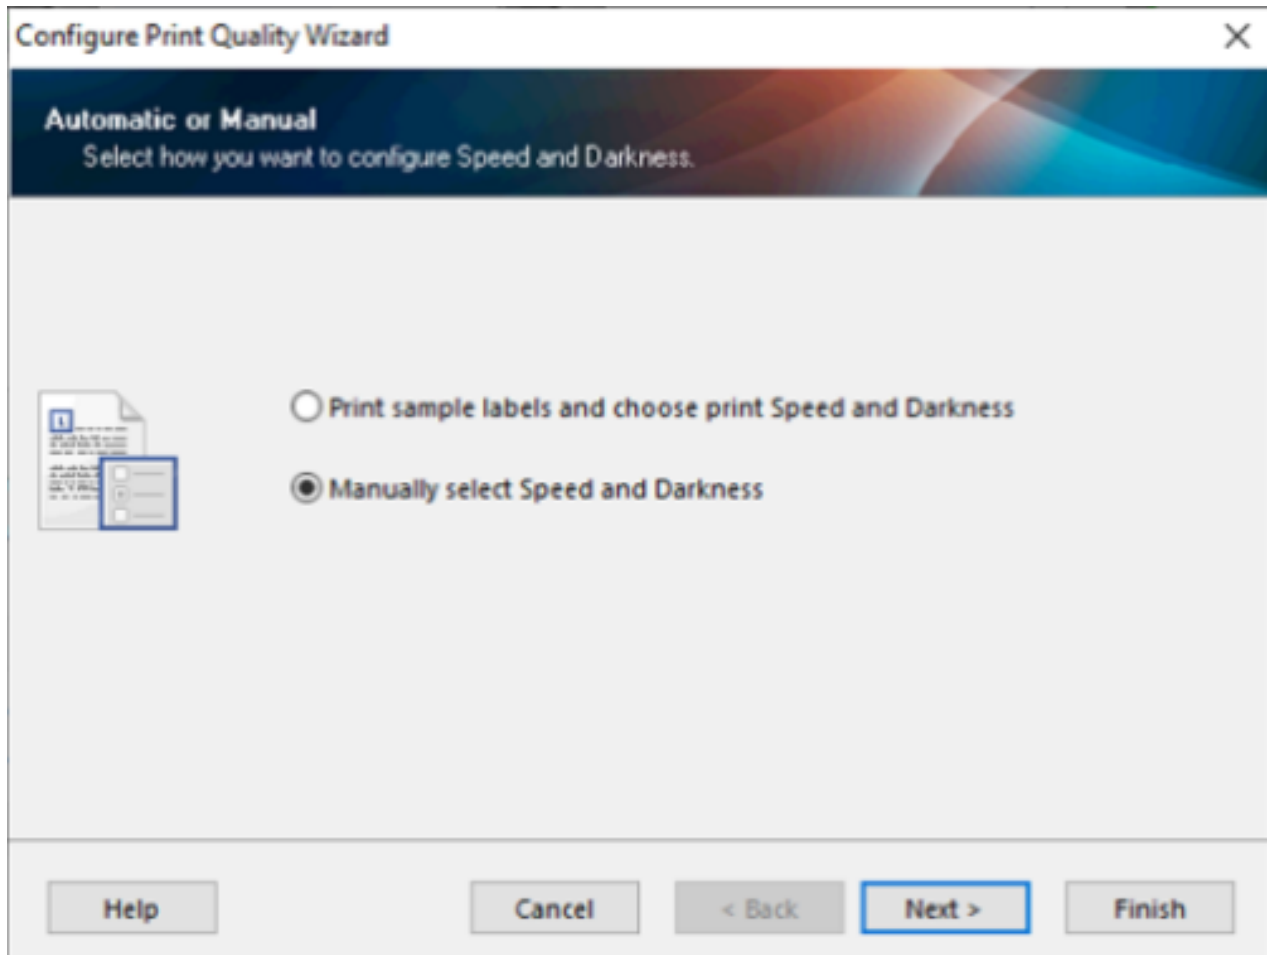 Configure Print Quality Wizard
Automatic or Manual
Select how you want to configure Speed and Darkness.
Print sample labels and choose print Speed and Darkness
Manually select Speed and Darkness
Help
Cancel
< Back
Next >
Finish